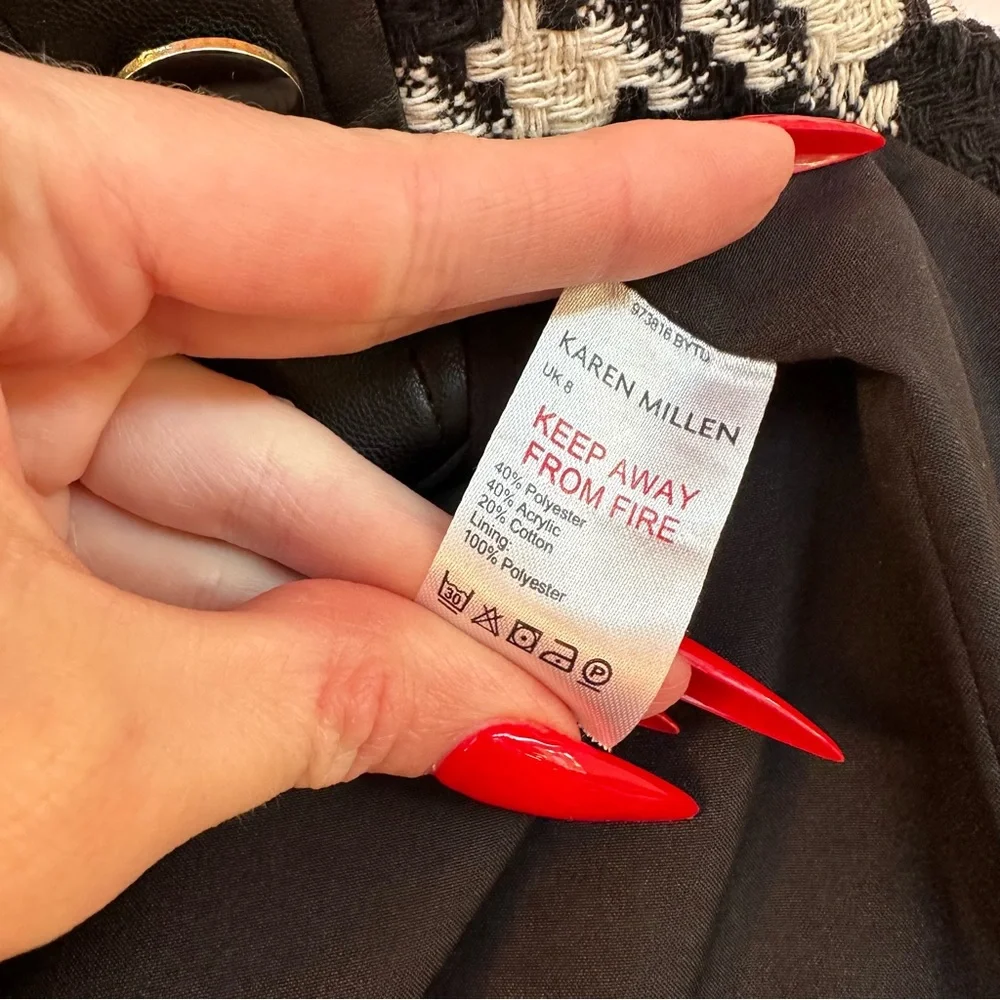 973816 BYTU
KAREN MILLEN
UK 8
KEEP AWAY
FROM FIRE
40% Polyester
40% Acrylic
20% Cotton
Lining:
100% Polyester
30
P